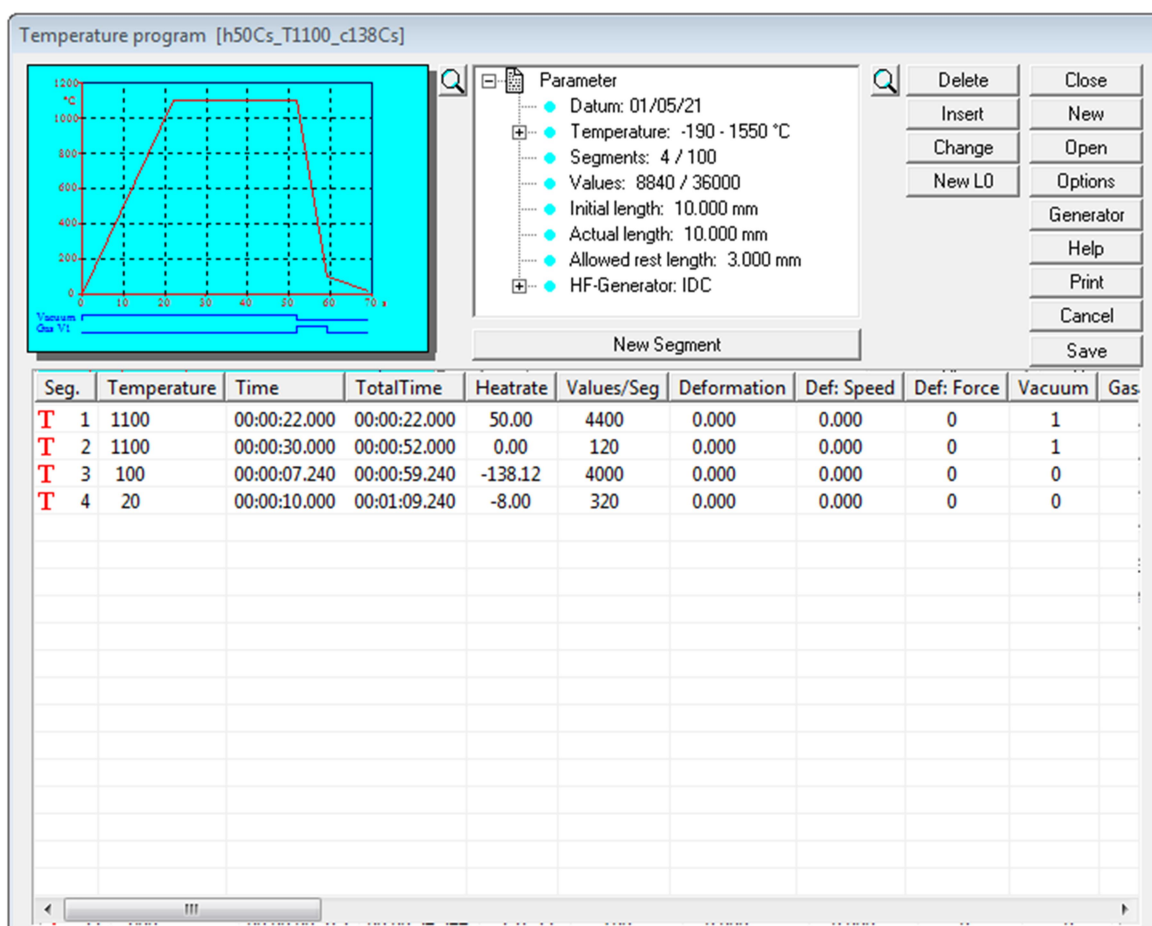 Temperature program [h50Cs_T1100_c138Cs]
1200
°C
1000
800
600
400
200
0
0 10 20 30 40 50 60 70 s
Vacuum
Gas V1
Parameter
Datum: 01/05/21
Temperature: -190 - 1550 °C
Segments: 4 / 100
Values: 8840 / 36000
Initial length: 10.000 mm
Actual length: 10.000 mm
Allowed rest length: 3.000 mm
HF-Generator: IDC
New Segment
Delete Close
Insert New
Change Open
New L0 Options
Generator
Help
Print
Cancel
Save
Seg. Temperature Time TotalTime Heatrate Values/Seg Deformation Def: Speed Def: Force Vacuum Gas
T 1 1100 00:00:22.000 00:00:22.000 50.00 4400 0.000 0.000 0 1
T 2 1100 00:00:30.000 00:00:52.000 0.00 120 0.000 0.000 0 1
T 3 100 00:00:07.240 00:00:59.240 -138.12 4000 0.000 0.000 0 0
T 4 20 00:00:10.000 00:01:09.240 -8.00 320 0.000 0.000 0 0